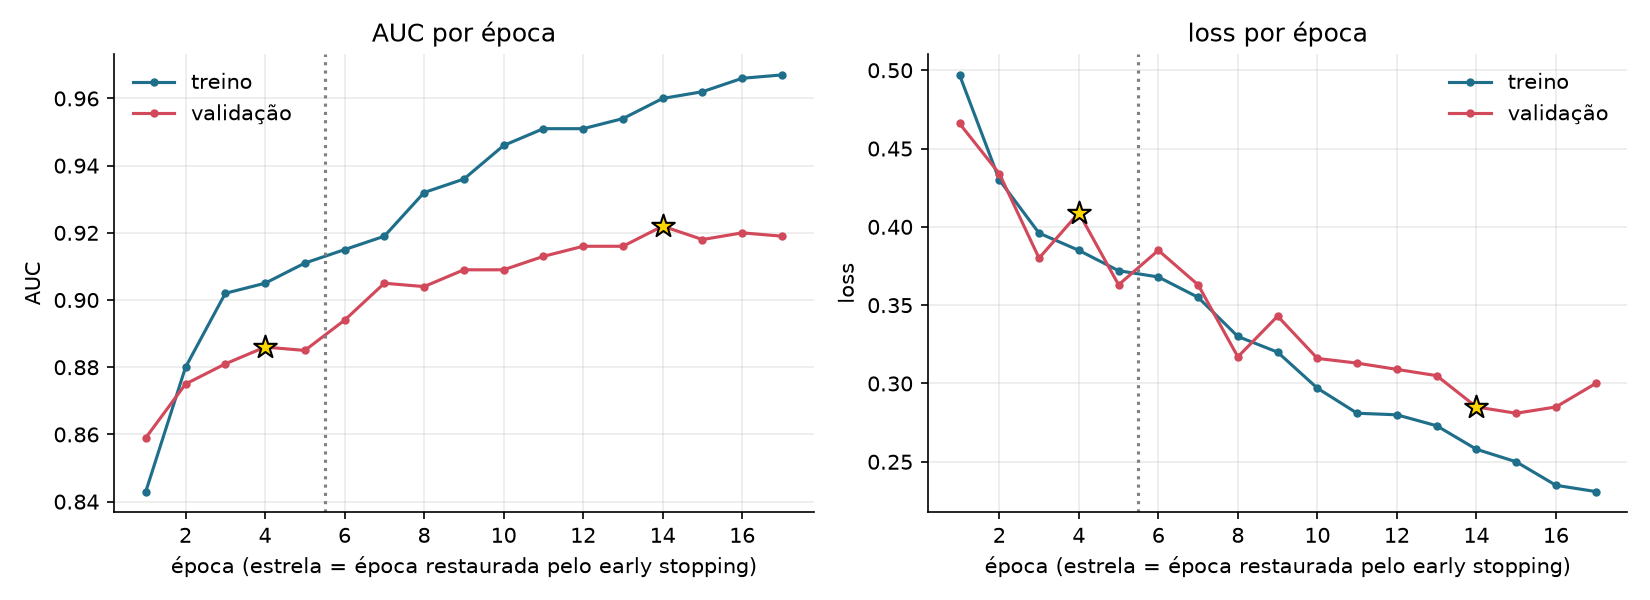 AUC por época
treino
validação
AUC
0.96
0.94
0.92
0.90
0.88
0.86
0.84
2 4 6 8 10 12 14 16
época (estrela = época restaurada pelo early stopping)
loss por época
treino
validação
loss
0.50
0.45
0.40
0.35
0.30
0.25
2 4 6 8 10 12 14 16
época (estrela = época restaurada pelo early stopping)